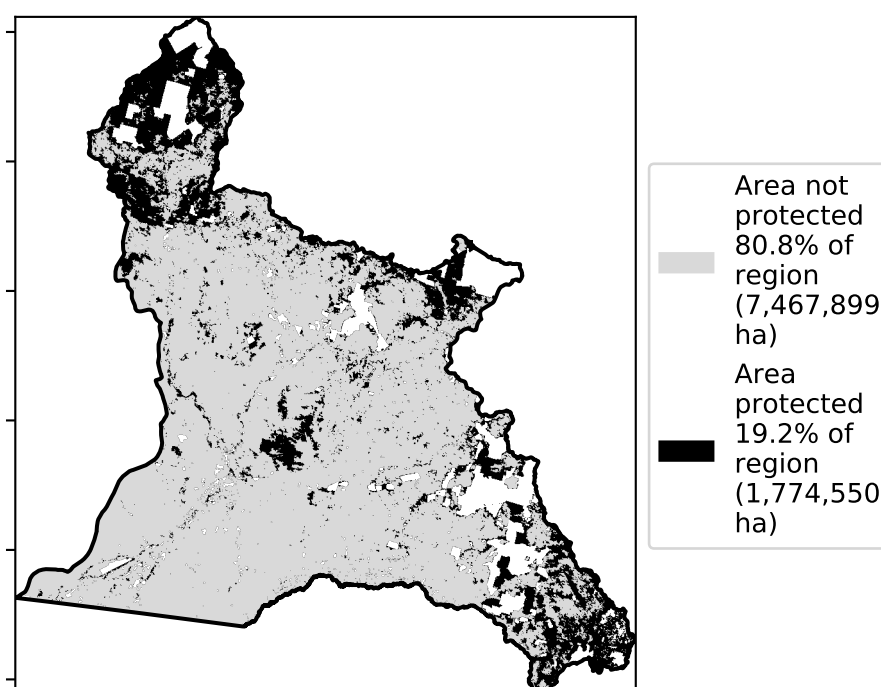 Area not
protected
80.8% of
region
(7,467,899
ha)
Area
protected
19.2% of
region
(1,774,550
ha)